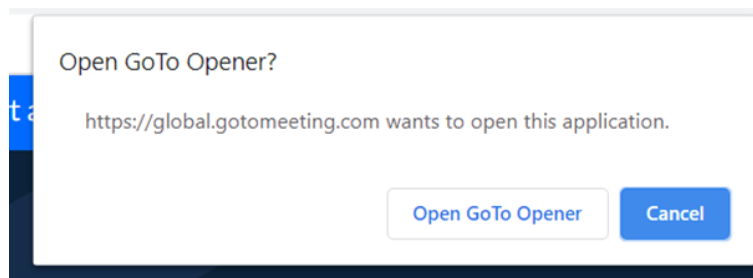 Open GoTo Opener?
https://global.gotomeeting.com wants to open this application.
Open GoTo Opener
Cancel